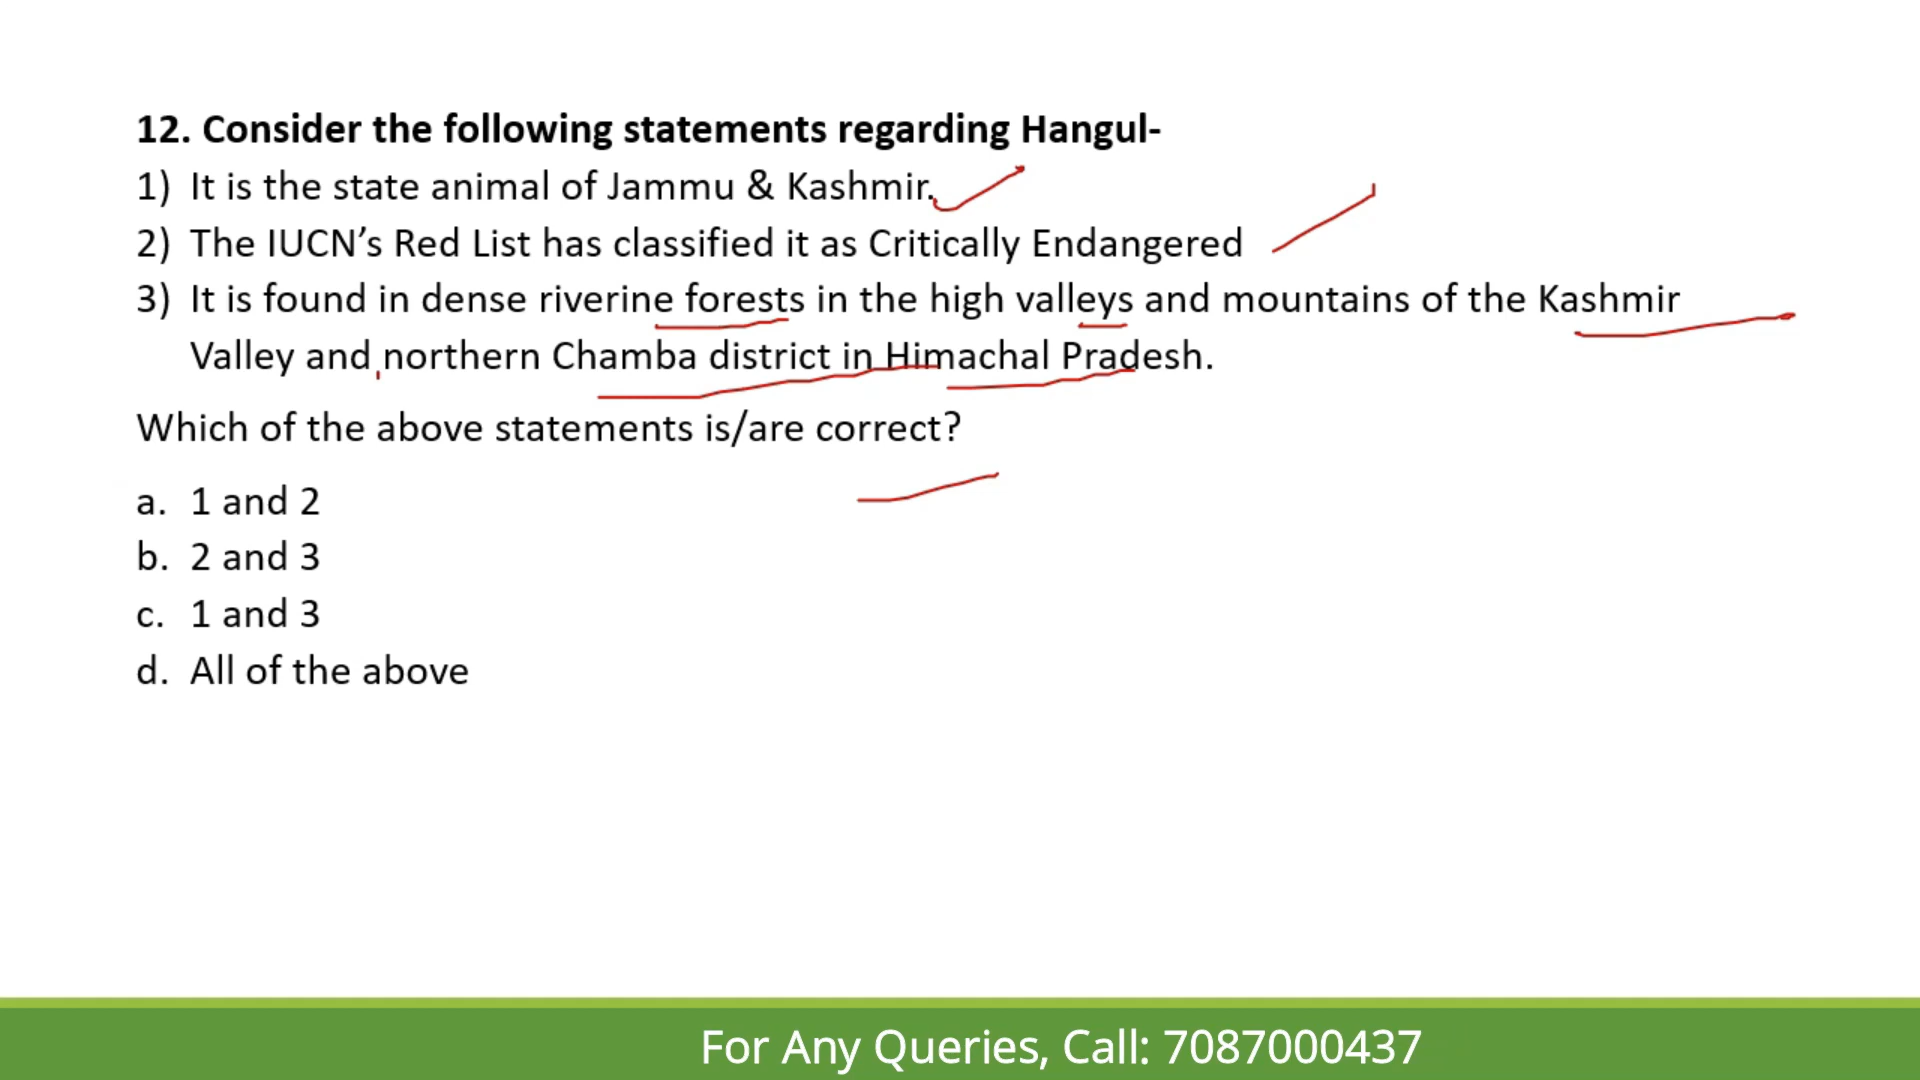 12. Consider the following statements regarding Hangul-
1) It is the state animal of Jammu & Kashmir.
2) The IUCN’s Red List has classified it as Critically Endangered
3) It is found in dense riverine forests in the high valleys and mountains of the Kashmir
Valley and northern Chamba district in Himachal Pradesh.
Which of the above statements is/are correct?
a. 1 and 2
b. 2 and 3
c. 1 and 3
d. All of the above
For Any Queries, Call: 7087000437